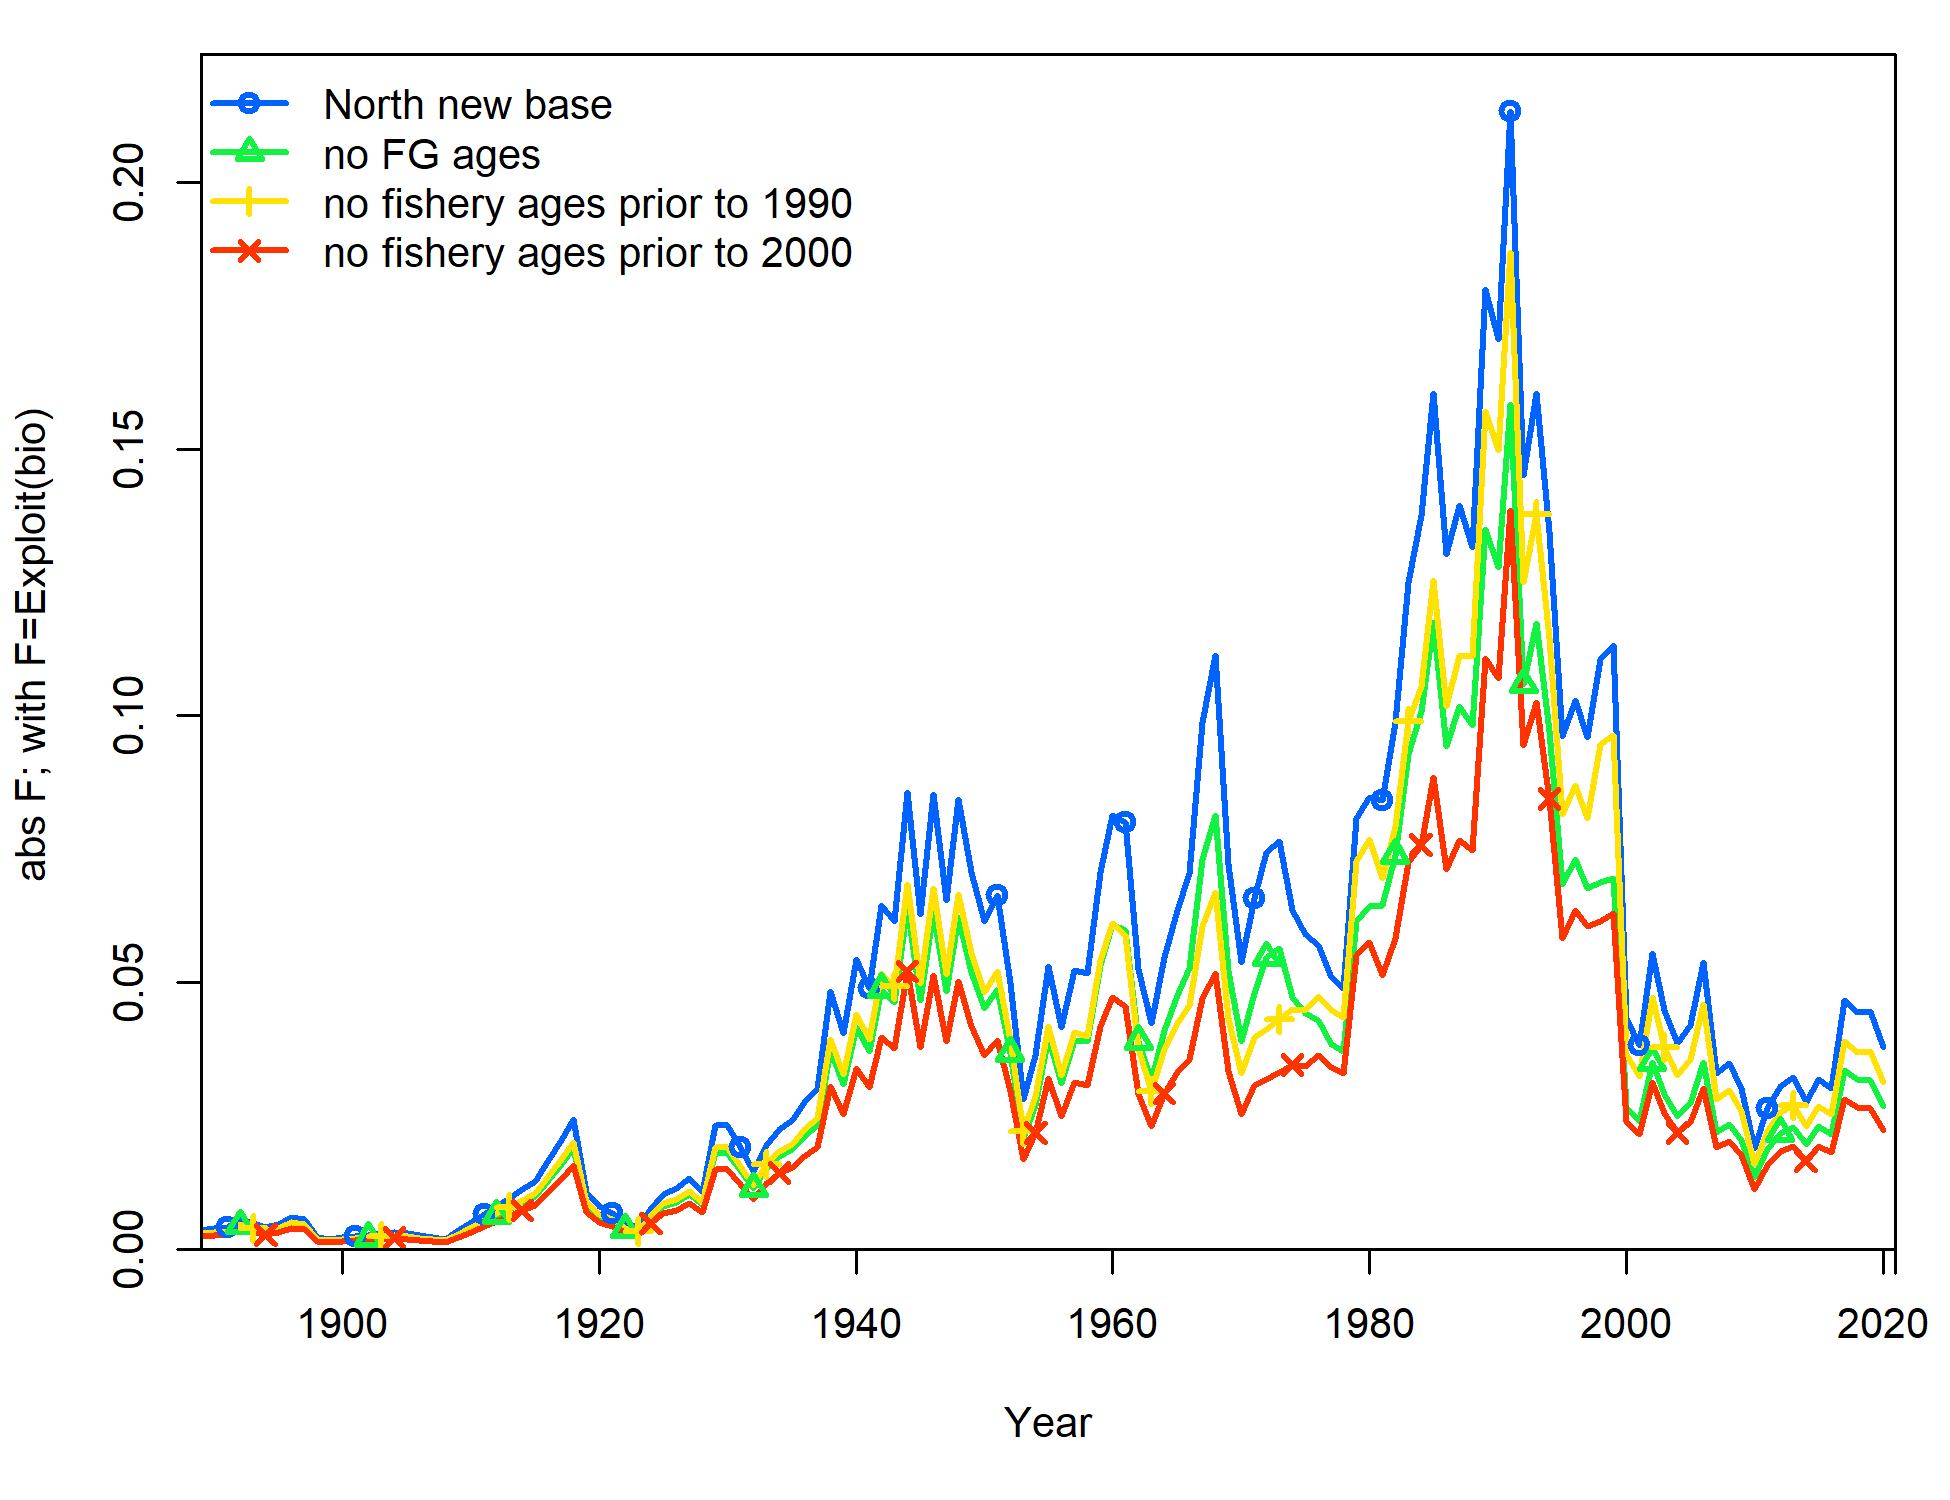 North new base
no FG ages
no fishery ages prior to 1990
no fishery ages prior to 2000
abs F; with F=Exploit(bio)
0.20
0.15
0.10
0.05
0.00
1900 1920 1940 1960 1980 2000 2020
Year